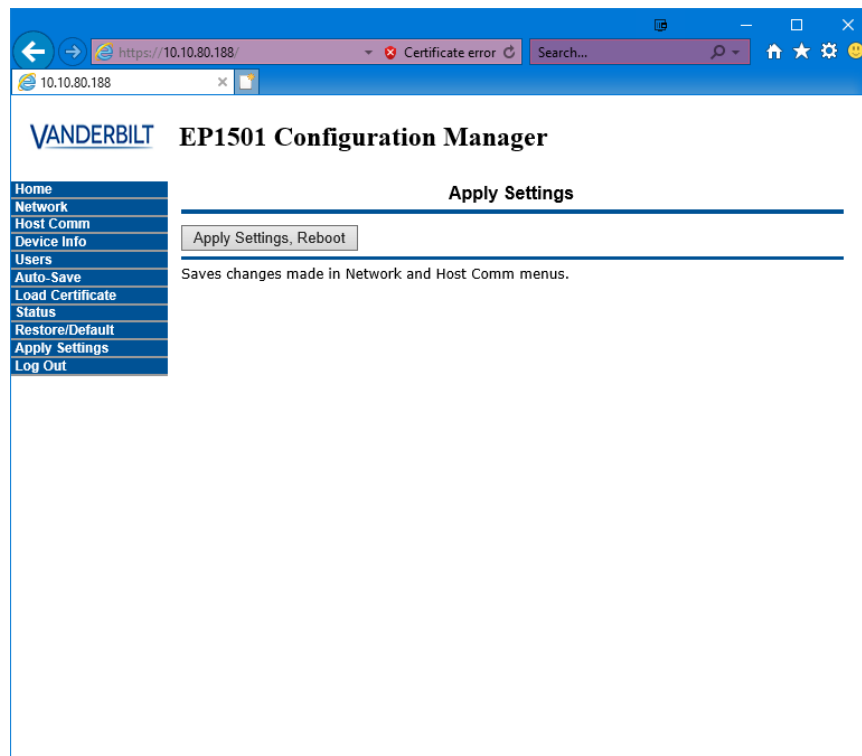 https://10.10.80.188/
Certificate error
Search...
10.10.80.188
VANDERBILT
EP1501 Configuration Manager
Home
Network
Host Comm
Device Info
Users
Auto-Save
Load Certificate
Status
Restore/Default
Apply Settings
Log Out
Apply Settings
Apply Settings, Reboot
Saves changes made in Network and Host Comm menus.